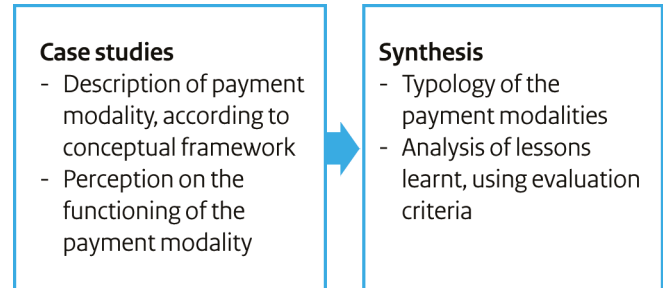 Case studies
- Description of payment
modality, according to
conceptual framework
- Perception on the
functioning of the
payment modality
Synthesis
- Typology of the
payment modalities
- Analysis of lessons
learnt, using evaluation
criteria